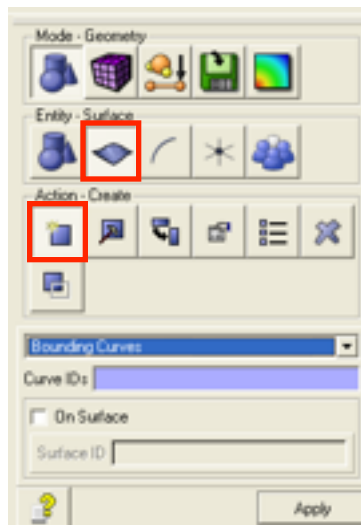 Mode - Geometry
Entity - Surface
Action - Create
Bounding Curves
Curve IDs
On Surface
Surface ID
Apply